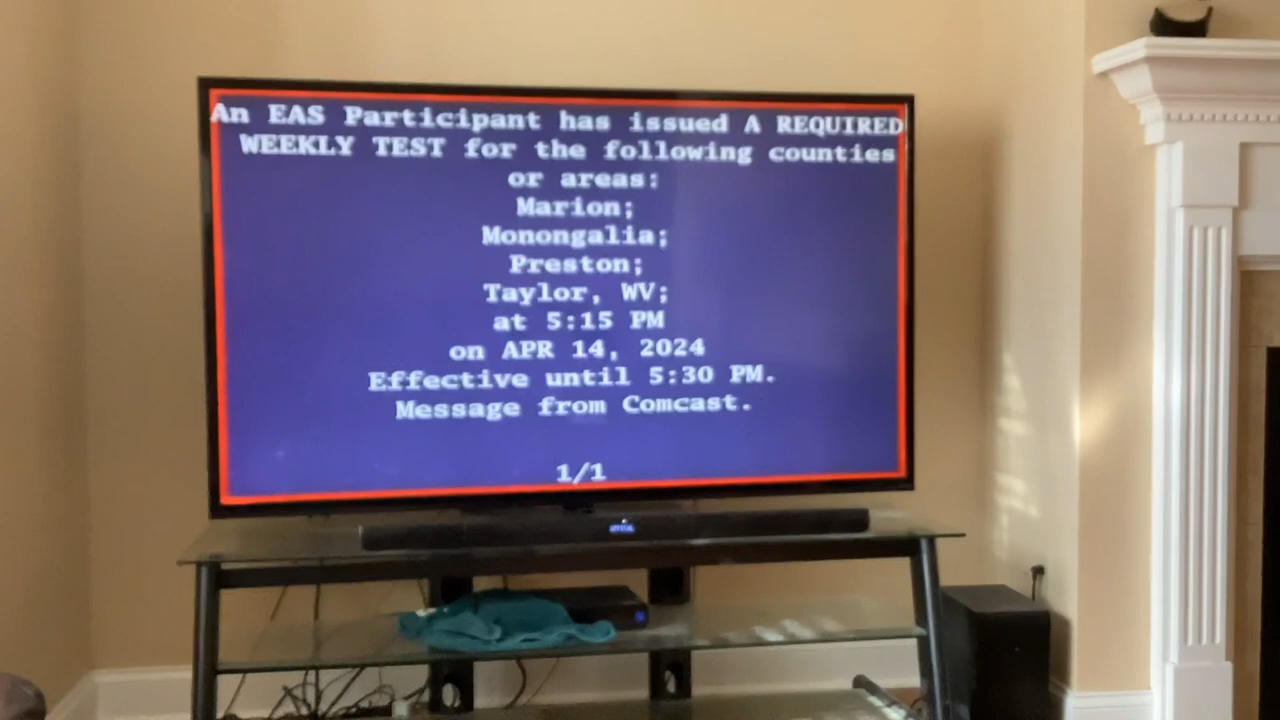 An EAS Participant has issued A REQUIRED
WEEKLY TEST for the following counties
or areas:
Marion;
Monongalia;
Preston;
Taylor, WV;
at 5:15 PM
on APR 14, 2024
Effective until 5:30 PM.
Message from Comcast.
1/1